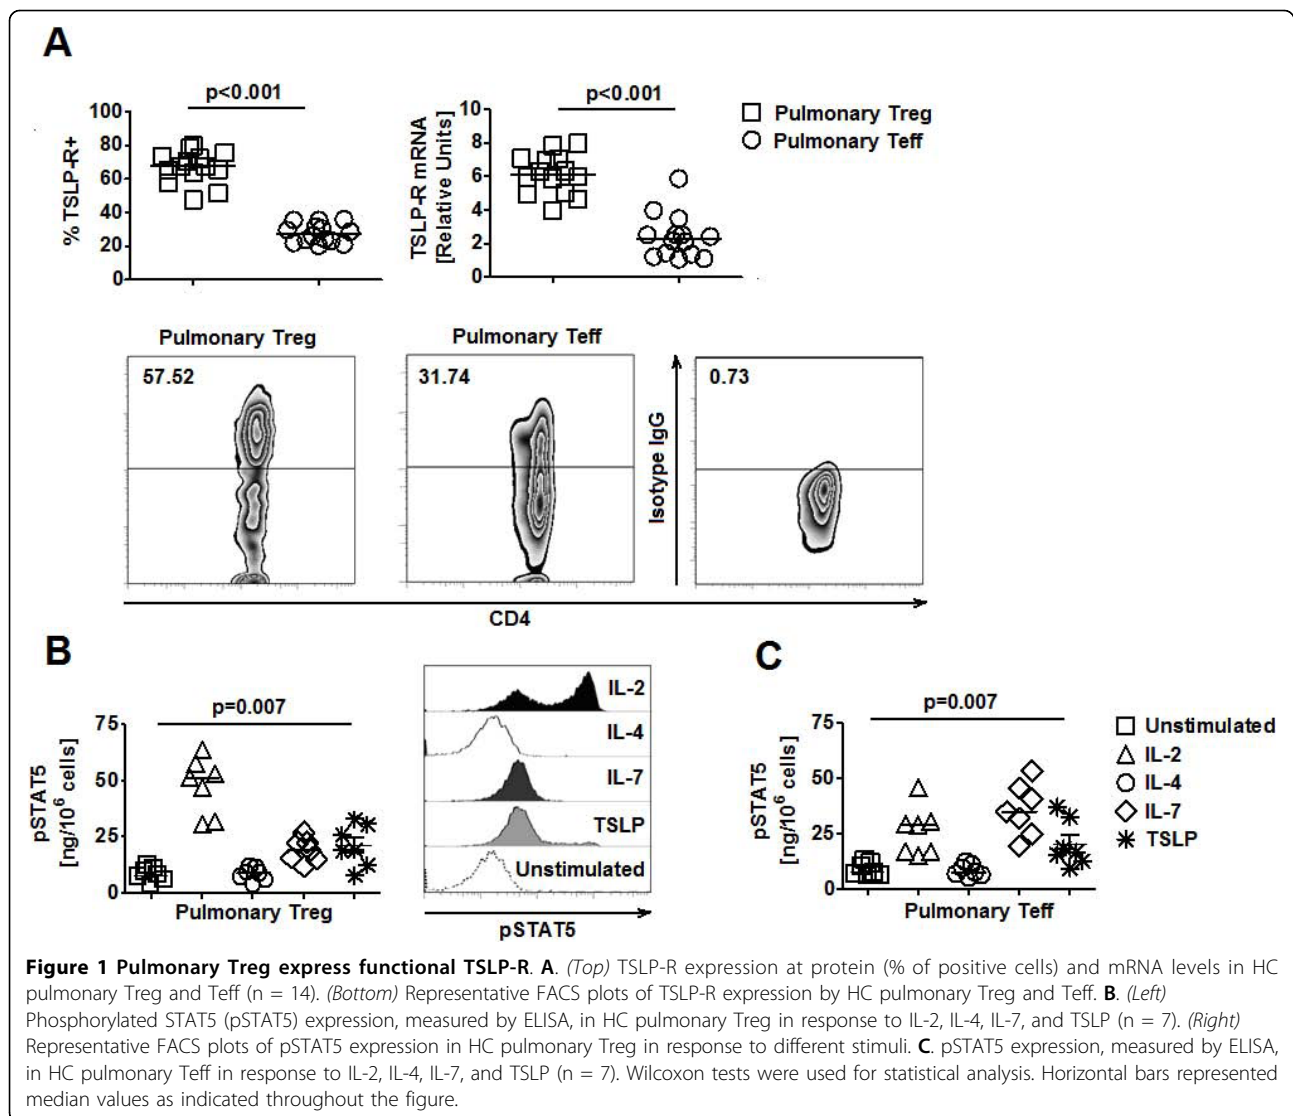 A
p<0.001
100
80
60
40
20
0
% TSLP-R+
p<0.001
10
8
6
4
2
0
TSLP-R mRNA
[Relative Units]
Pulmonary Treg
Pulmonary Teff
Pulmonary Treg
57.52
Pulmonary Teff
31.74
Isotype IgG
0.73
CD4
B
p=0.007
75
50
25
0
pSTAT5
[ng/10⁶ cells]
Pulmonary Treg
IL-2
IL-4
IL-7
TSLP
Unstimulated
pSTAT5
C
p=0.007
75
50
25
0
pSTAT5
[ng/10⁶ cells]
Pulmonary Teff
Unstimulated
IL-2
IL-4
IL-7
TSLP
Figure 1 Pulmonary Treg express functional TSLP-R. A. (Top) TSLP-R expression at protein (% of positive cells) and mRNA levels in HC
pulmonary Treg and Teff (n = 14). (Bottom) Representative FACS plots of TSLP-R expression by HC pulmonary Treg and Teff. B. (Left)
Phosphorylated STAT5 (pSTAT5) expression, measured by ELISA, in HC pulmonary Treg in response to IL-2, IL-4, IL-7, and TSLP (n = 7). (Right)
Representative FACS plots of pSTAT5 expression in HC pulmonary Treg in response to different stimuli. C. pSTAT5 expression, measured by ELISA,
in HC pulmonary Teff in response to IL-2, IL-4, IL-7, and TSLP (n = 7). Wilcoxon tests were used for statistical analysis. Horizontal bars represented
median values as indicated throughout the figure.